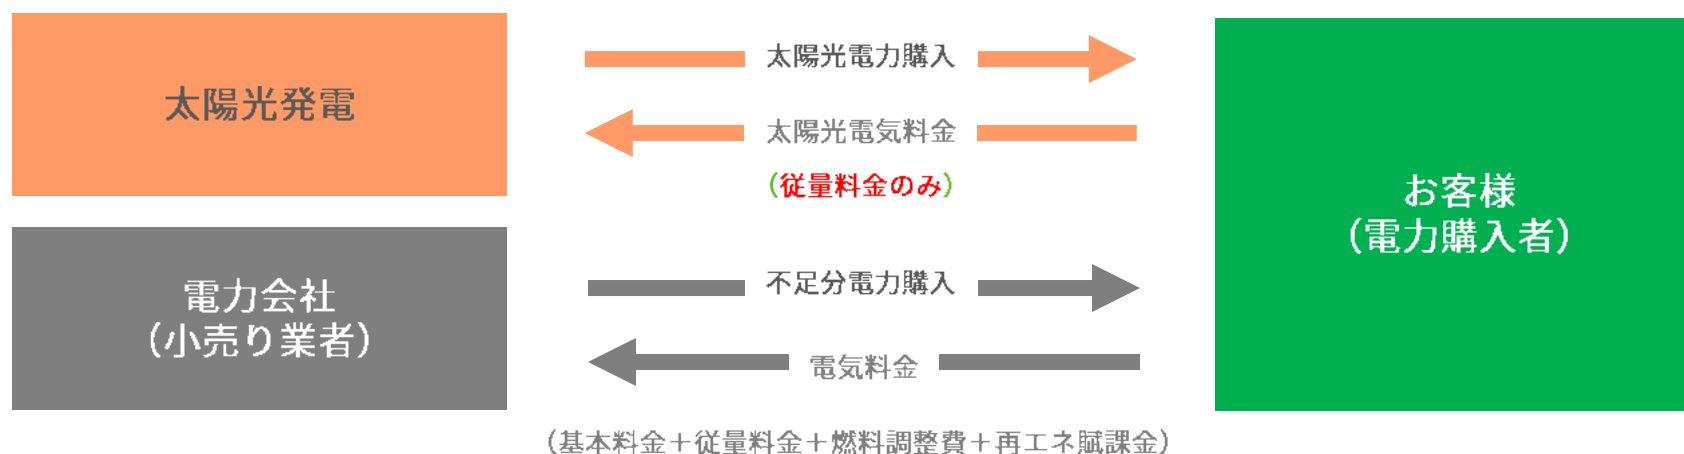 太陽光発電
太陽光電力購入
太陽光電気料金
（従量料金のみ）
電力会社
（小売り業者）
不足分電力購入
電気料金
（基本料金＋従量料金＋燃料調整費＋再エネ賦課金）
お客様
（電力購入者）